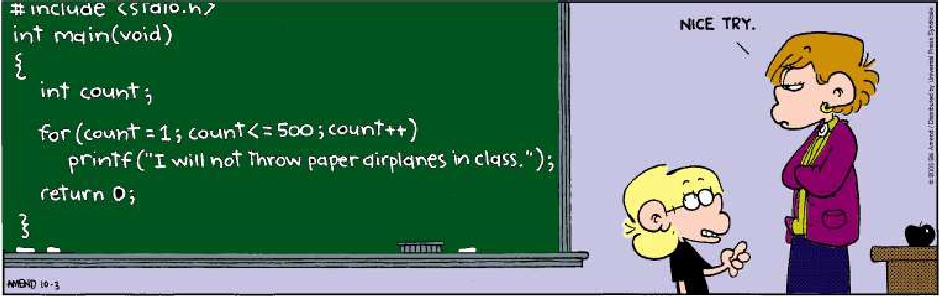 #include <stdio.h>
int main(void)
{
int count;
for (count = 1; count <= 500; count++)
printf("I will not throw paper airplanes in class.");
return 0;
}
NICE TRY.
AMEND 10-3